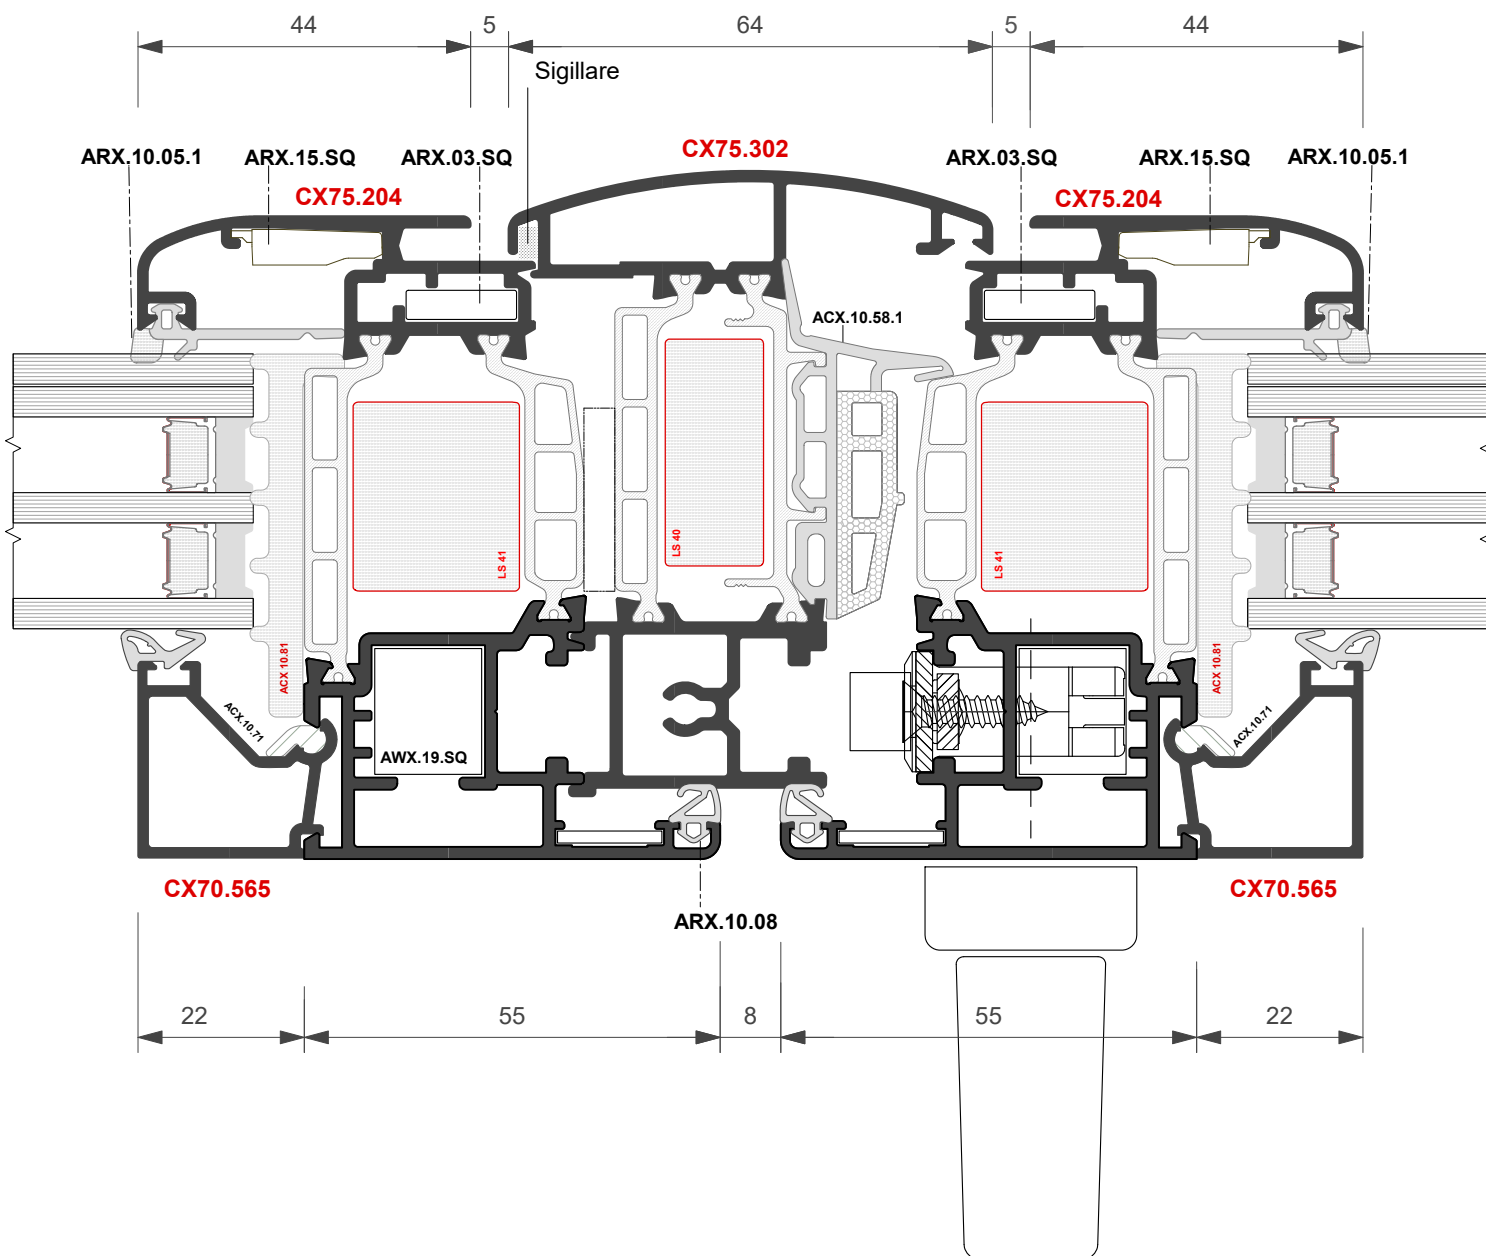 44 5 64 5 44
Sigillare
CX75.302
ARX.10.05.1 ARX.15.SQ ARX.03.SQ ARX.03.SQ ARX.15.SQ ARX.10.05.1
CX75.204 CX75.204
ACX.10.58.1
LS 41 LS 40 LS 41
ACX 10.81 ACX 10.81
ACX.10.71 ACX.10.71
AWX.19.SQ
CX70.565 CX70.565
ARX.10.08
22 55 8 55 22